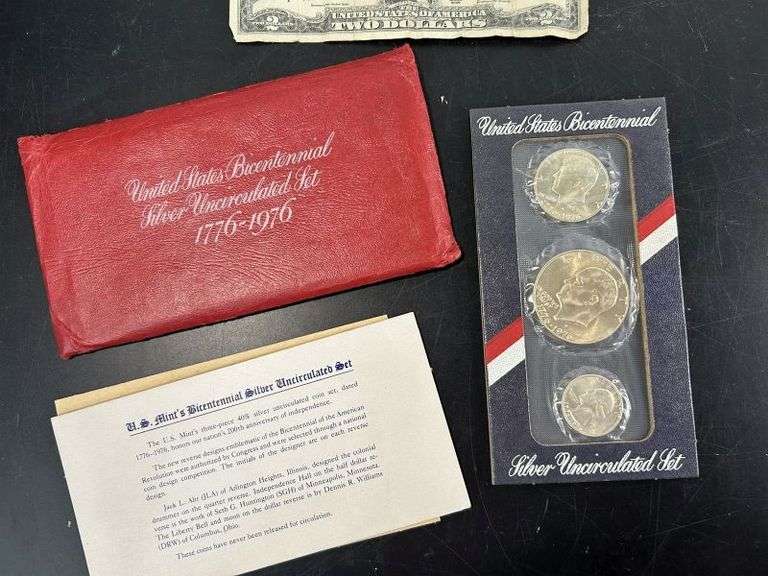 2 UNITED STATES OF AMERICA 2
TWO DOLLARS
United States Bicentennial
Silver Uncirculated Set
1776-1976
United States Bicentennial
1776-1976
Silver Uncirculated Set
U.S. Mint's Bicentennial Silver Uncirculated Set
The U.S. Mint's three-piece 40% silver uncirculated coin set, dated
1776-1976, honors our nation's 200th anniversary of independence.
The new reverse designs emblematic of the Bicentennial of the American
Revolution were authorized by Congress and were selected through a national
coin design competition. The initials of the designer are on each reverse
design.
Jack L. Ahr (JLA) of Arlington Heights, Illinois, designed the colonial
drummer on the quarter reverse. Independence Hall on the half dollar re-
verse is the work of Seth G. Huntington (SGH) of Minneapolis, Minnesota.
The Liberty Bell and moon on the dollar reverse is by Dennis R. Williams
(DRW) of Columbus, Ohio.
These coins have never been released for circulation.